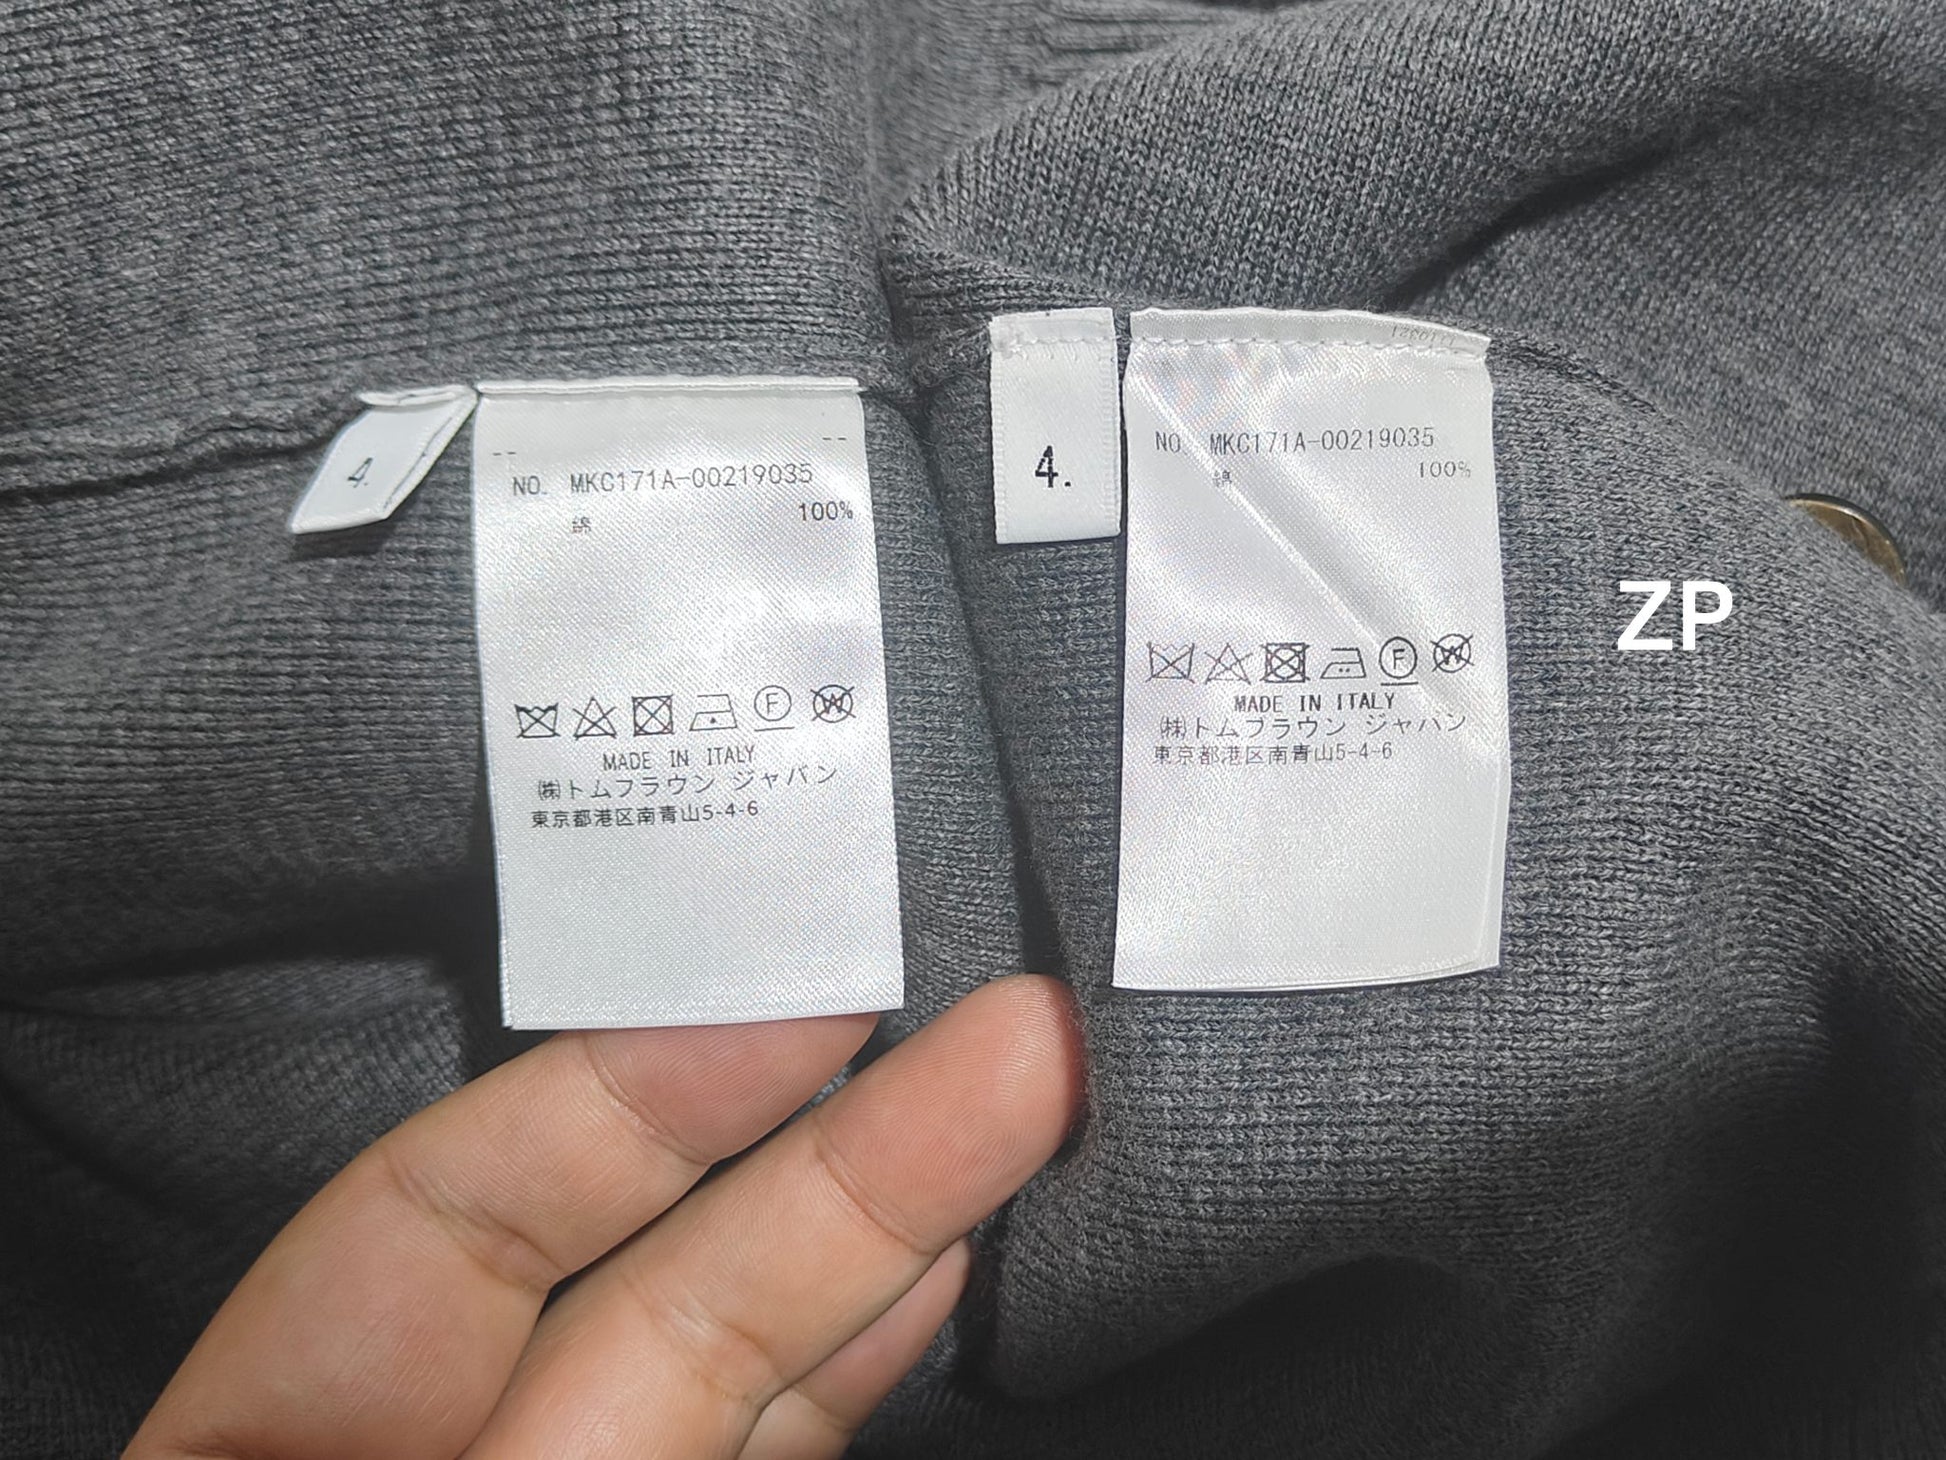 4.
NO. MKC171A-00219035
綿 100%
MADE IN ITALY
㈱トムブラウン ジャパン
東京都港区南青山5-4-6
4.
NO. MKC171A-00219035
綿 100%
F
W
MADE IN ITALY
㈱トムブラウン ジャパン
東京都港区南青山5-4-6
ZP